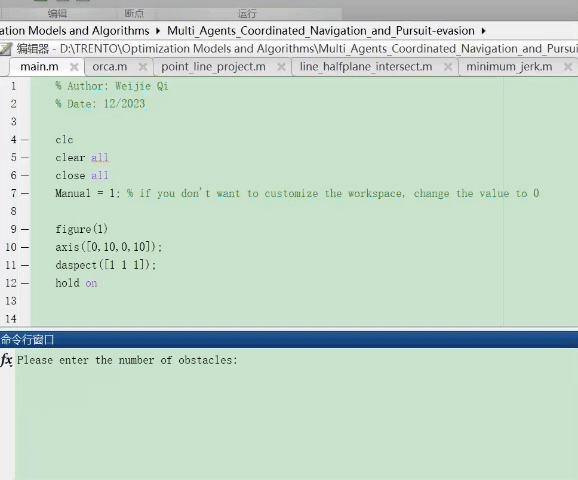 编辑 断点 运行
ation Models and Algorithms ▸ Multi_Agents_Coordinated_Navigation_and_Pursuit-evasion ▸
编辑器 - D:\TRENTO\Optimization Models and Algorithms\Multi_Agents_Coordinated_Navigation_and_Pursui
main.m × orca.m × point_line_project.m × line_halfplane_intersect.m × minimum_jerk.m ×
1 % Author: Weijie Qi
2 % Date: 12/2023
3
4 — clc
5 — clear all
6 — close all
7 — Manual = 1; % if you don't want to customize the workspace, change the value to 0
8
9 — figure(1)
10 — axis([0,10,0,10]);
11 — daspect([1 1 1]);
12 — hold on
13
14
命令行窗口
fx Please enter the number of obstacles: